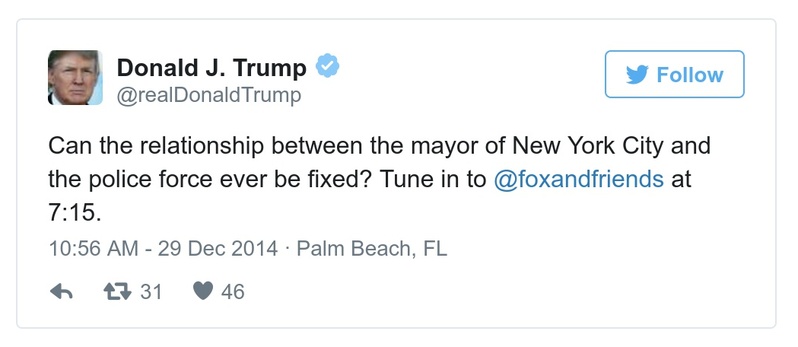 Donald J. Trump
@realDonaldTrump
Follow
Can the relationship between the mayor of New York City and
the police force ever be fixed? Tune in to @foxandfriends at
7:15.
10:56 AM - 29 Dec 2014 · Palm Beach, FL
31 46